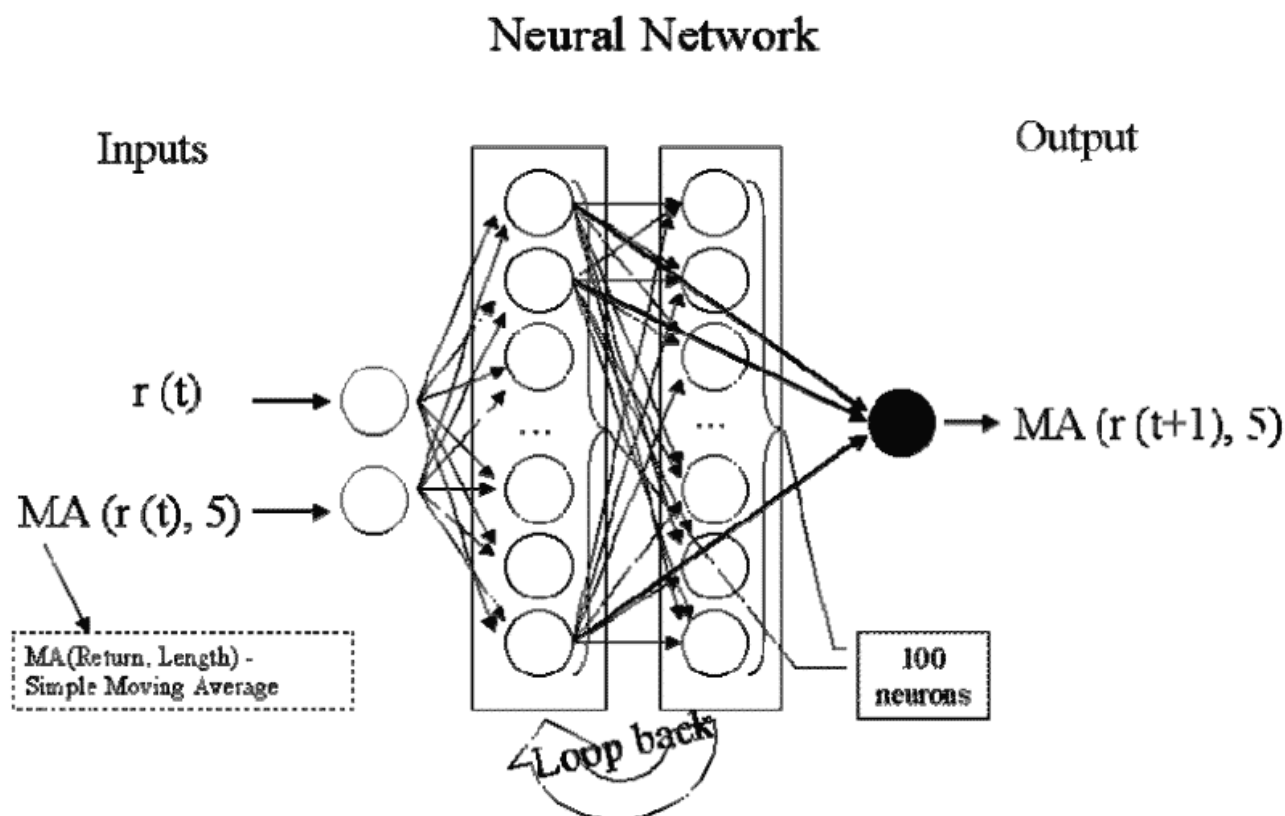 Neural Network
Inputs
Output
r (t)
MA (r (t), 5)
MA (r (t+1), 5)
...
...
MA(Return, Length) -
Simple Moving Average
100
neurons
Loop back